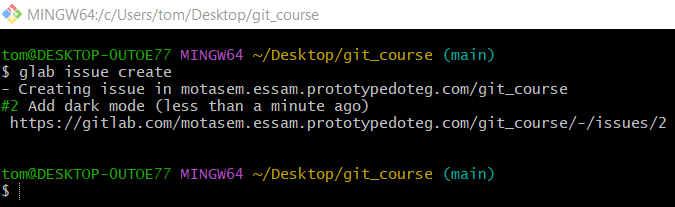 MINGW64:/c/Users/tom/Desktop/git_course
tom@DESKTOP-OUTOE77 MINGW64 ~/Desktop/git_course (main)
$ glab issue create
- Creating issue in motasem.essam.prototypedoteg.com/git_course
#2 Add dark mode (less than a minute ago)
https://gitlab.com/motasem.essam.prototypedoteg.com/git_course/-/issues/2
tom@DESKTOP-OUTOE77 MINGW64 ~/Desktop/git_course (main)
$